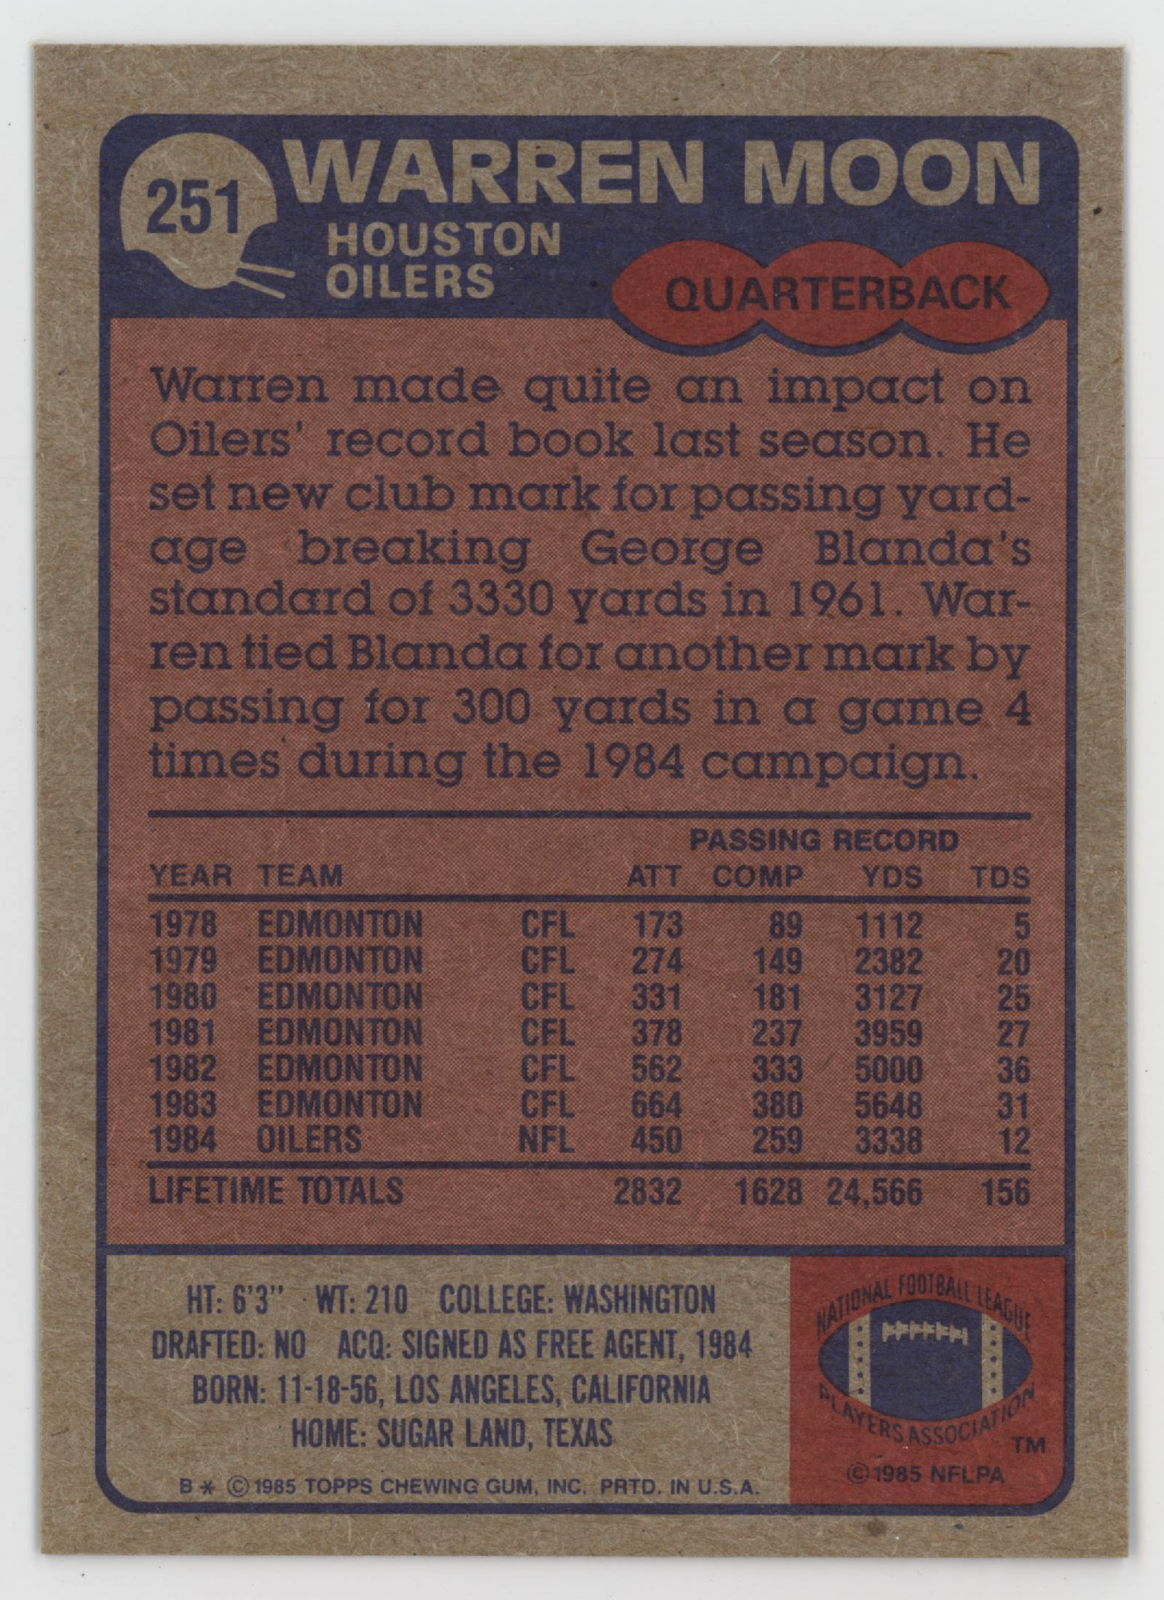 251
WARREN MOON
HOUSTON
OILERS
QUARTERBACK
Warren made quite an impact on
Oilers' record book last season. He
set new club mark for passing yard-
age breaking George Blanda's
standard of 3330 yards in 1961. War-
ren tied Blanda for another mark by
passing for 300 yards in a game 4
times during the 1984 campaign.
PASSING RECORD
YEAR TEAM ATT COMP YDS TDS
1978 EDMONTON CFL 173 89 1112 5
1979 EDMONTON CFL 274 149 2382 20
1980 EDMONTON CFL 331 181 3127 25
1981 EDMONTON CFL 378 237 3959 27
1982 EDMONTON CFL 562 333 5000 36
1983 EDMONTON CFL 664 380 5648 31
1984 OILERS NFL 450 259 3338 12
LIFETIME TOTALS 2832 1628 24,566 156
HT: 6'3" WT: 210 COLLEGE: WASHINGTON
DRAFTED: NO ACQ: SIGNED AS FREE AGENT, 1984
BORN: 11-18-56, LOS ANGELES, CALIFORNIA
HOME: SUGAR LAND, TEXAS
B * © 1985 TOPPS CHEWING GUM, INC. PRTD. IN U.S.A.
NATIONAL FOOTBALL LEAGUE
PLAYERS ASSOCIATION
TM
© 1985 NFLPA